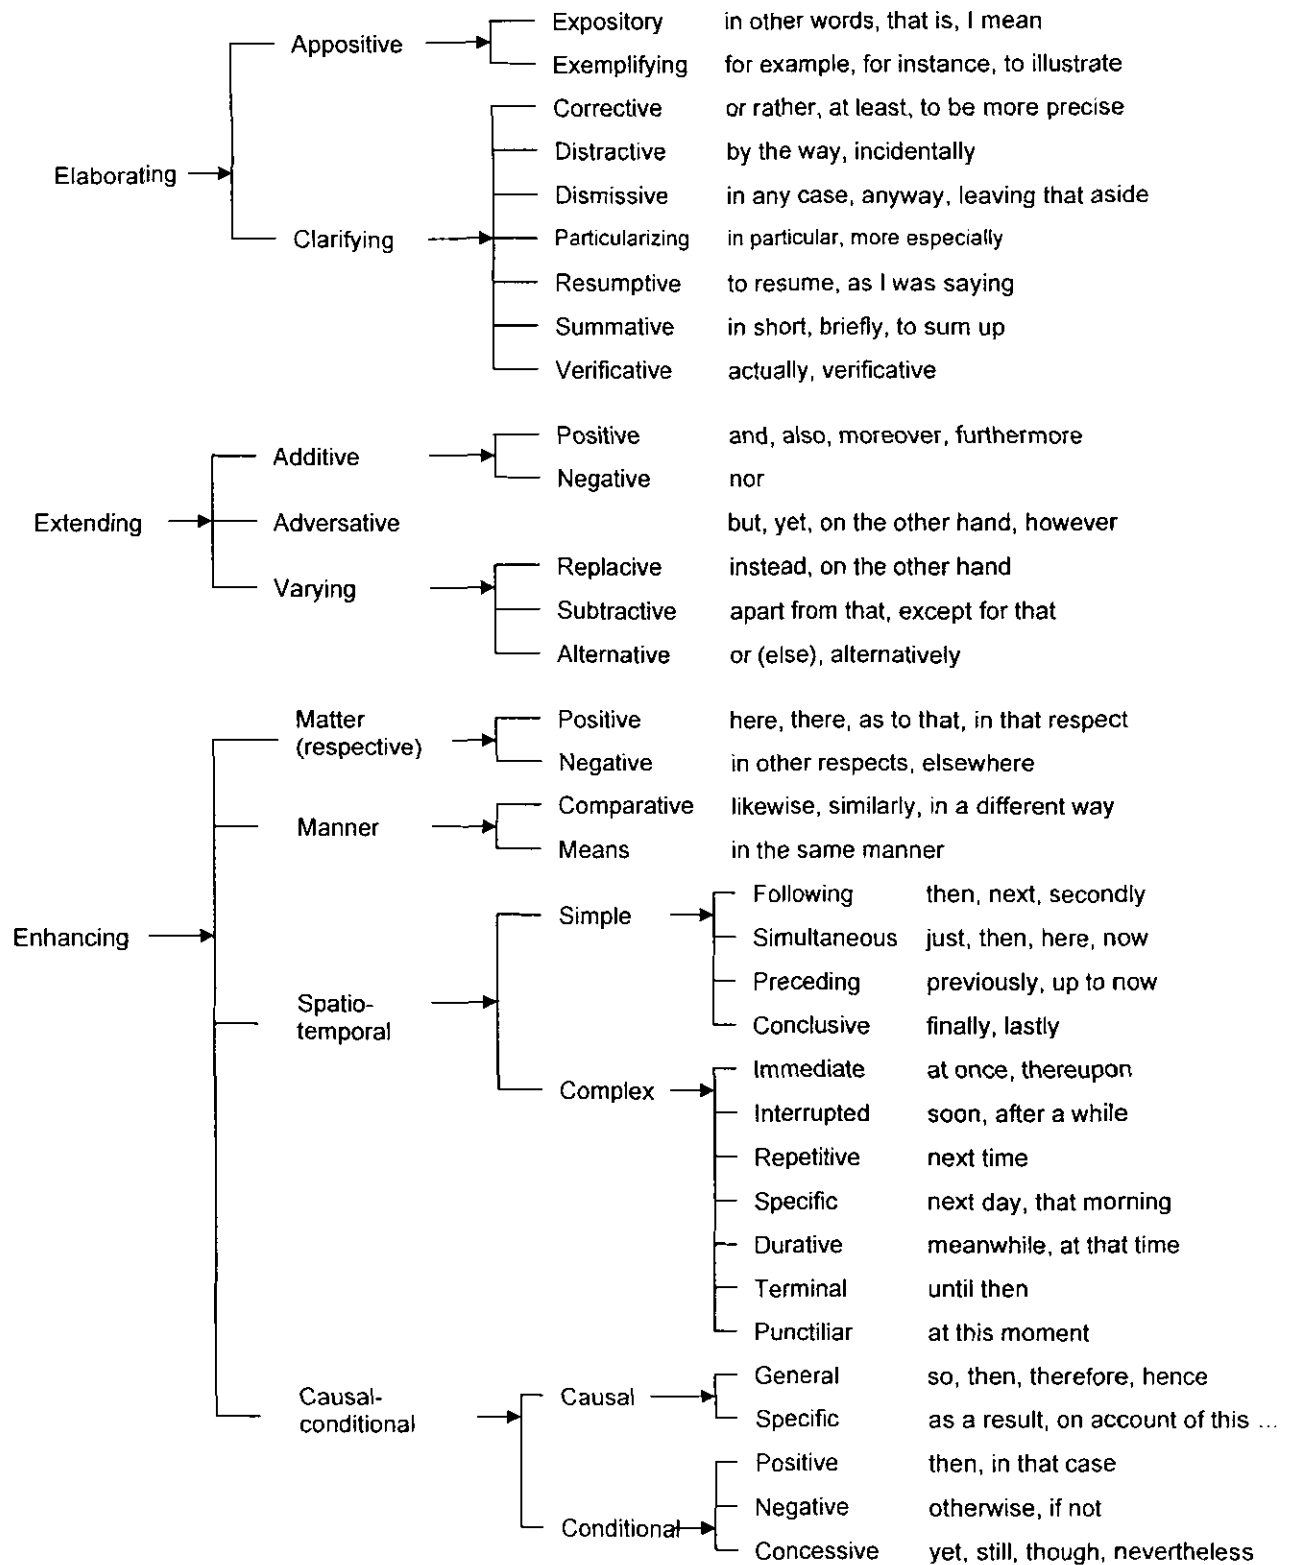 Expository in other words, that is, I mean
Appositive
Exemplifying for example, for instance, to illustrate
Corrective or rather, at least, to be more precise
Distractive by the way, incidentally
Elaborating
Dismissive in any case, anyway, leaving that aside
Clarifying Particularizing in particular, more especially
Resumptive to resume, as I was saying
Summative in short, briefly, to sum up
Verificative actually, verificative
Positive and, also, moreover, furthermore
Additive
Negative nor
Extending Adversative but, yet, on the other hand, however
Replacive instead, on the other hand
Varying
Subtractive apart from that, except for that
Alternative or (else), alternatively
Matter Positive here, there, as to that, in that respect
(respective)
Negative in other respects, elsewhere
Comparative likewise, similarly, in a different way
Manner
Means in the same manner
Following then, next, secondly
Simple
Enhancing Simultaneous just, then, here, now
Preceding previously, up to now
Spatio-
temporal Conclusive finally, lastly
Immediate at once, thereupon
Complex
Interrupted soon, after a while
Repetitive next time
Specific next day, that morning
Durative meanwhile, at that time
Terminal until then
Punctiliar at this moment
General so, then, therefore, hence
Causal- Causal
conditional Specific as a result, on account of this ...
Positive then, in that case
Negative otherwise, if not
Conditional
Concessive yet, still, though, nevertheless